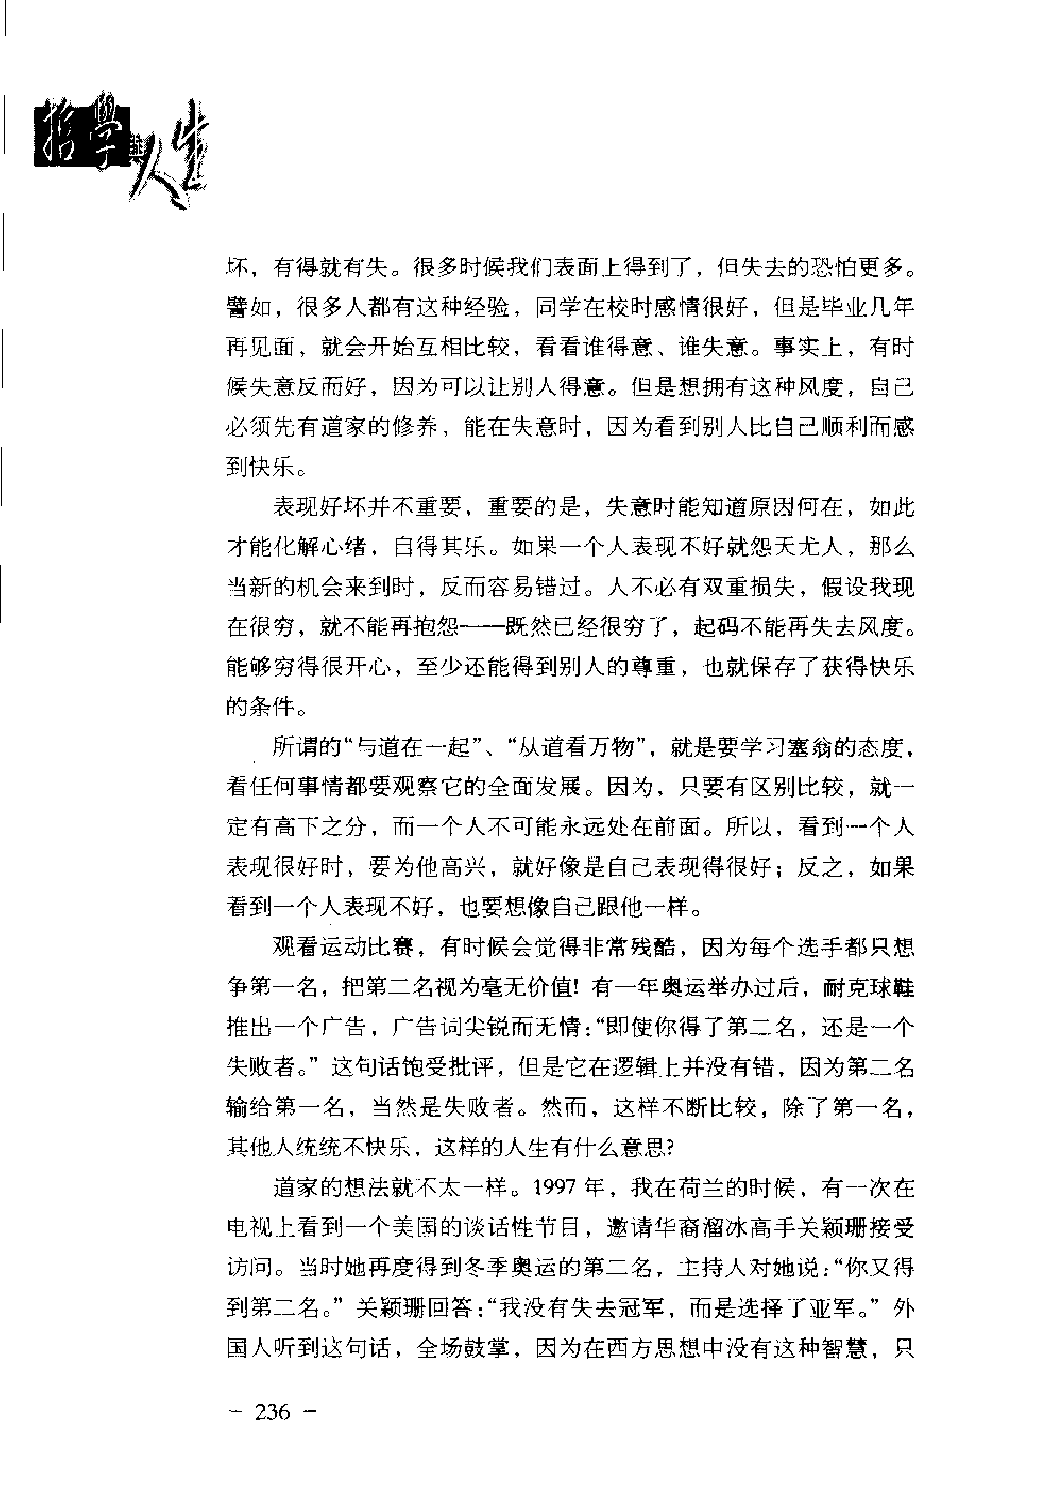 哲學與人生
坏，有得就有失。很多时候我们表面上得到了，但失去的恐怕更多。
譬如，很多人都有这种经验，同学在校时感情很好，但是毕业几年
再见面，就会开始互相比较，看看谁得意、谁失意。事实上，有时
候失意反而好，因为可以让别人得意。但是想拥有这种风度，自己
必须先有道家的修养，能在失意时，因为看到别人比自己顺利而感
到快乐。
表现好坏并不重要，重要的是，失意时能知道原因何在，如此
才能化解心绪，自得其乐。如果一个人表现不好就怨天尤人，那么
当新的机会来到时，反而容易错过。人不必有双重损失，假设我现
在很穷，就不能再抱怨——既然已经很穷了，起码不能再失去风度。
能够穷得很开心，至少还能得到别人的尊重，也就保存了获得快乐
的条件。
所谓的“与道在一起”、“从道看万物”，就是要学习塞翁的态度，
看任何事情都要观察它的全面发展。因为，只要有区别比较，就一
定有高下之分，而一个人不可能永远处在前面。所以，看到一个人
表现很好时，要为他高兴，就好像是自己表现得很好；反之，如果
看到一个人表现不好，也要想像自己跟他一样。
观看运动比赛，有时候会觉得非常残酷，因为每个选手都只想
争第一名，把第二名视为毫无价值！有一年奥运举办过后，耐克球鞋
推出一个广告，广告词尖锐而无情：“即使你得了第二名，还是一个
失败者。”这句话饱受批评，但是它在逻辑上并没有错，因为第二名
输给第一名，当然是失败者。然而，这样不断比较，除了第一名，
其他人统统不快乐，这样的人生有什么意思？
道家的想法就不太一样。1997 年，我在荷兰的时候，有一次在
电视上看到一个美国的谈话性节目，邀请华裔溜冰高手关颖珊接受
访问。当时她再度得到冬季奥运的第二名，主持人对她说：“你又得
到第二名。”关颖珊回答：“我没有失去冠军，而是选择了亚军。”外
国人听到这句话，全场鼓掌，因为在西方思想中没有这种智慧，只
- 236 -